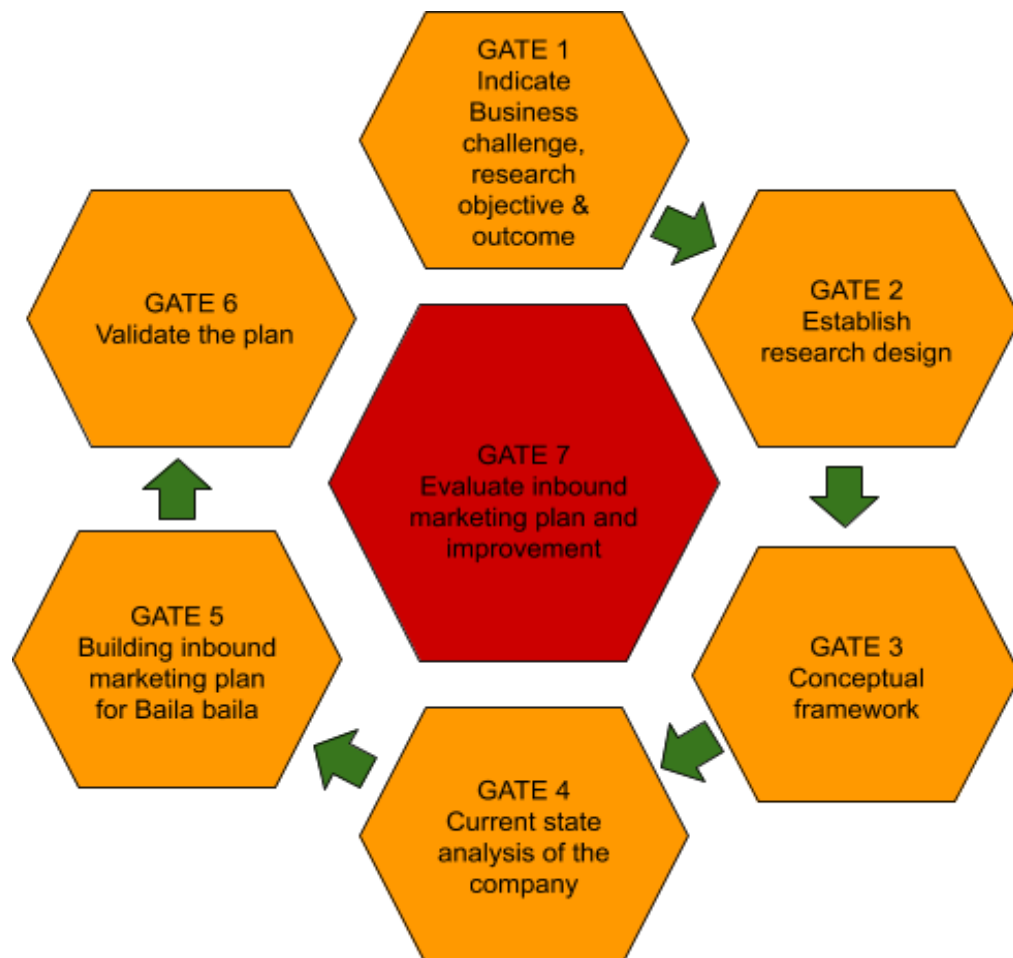 GATE 1
Indicate
Business
challenge,
research
objective &
outcome
GATE 2
Establish
research design
GATE 3
Conceptual
framework
GATE 4
Current state
analysis of the
company
GATE 5
Building inbound
marketing plan
for Baila baila
GATE 6
Validate the plan
GATE 7
Evaluate inbound
marketing plan and
improvement